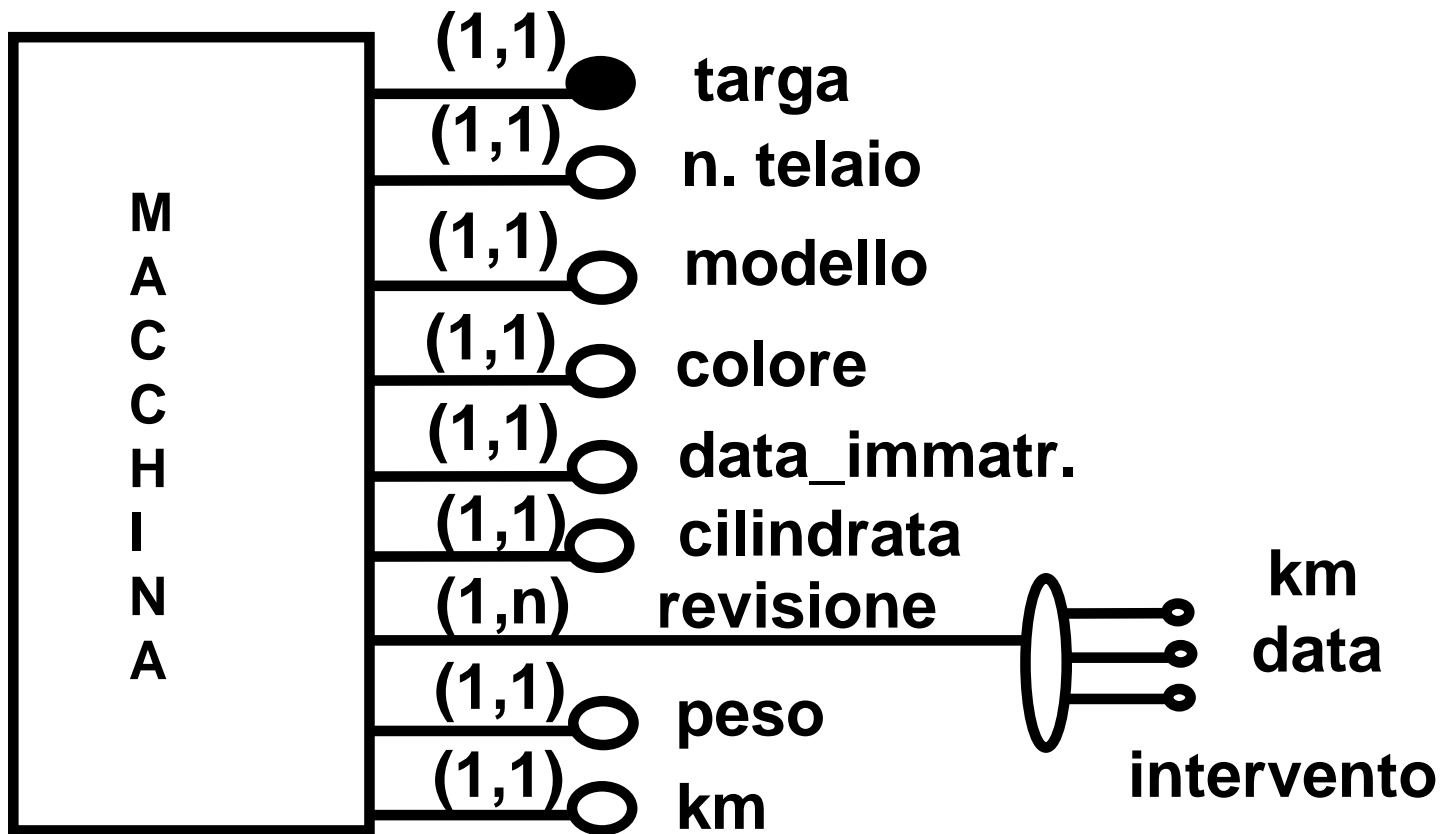 MACCHINA
(1,1) targa
(1,1) n. telaio
(1,1) modello
(1,1) colore
(1,1) data_immatr.
(1,1) cilindrata
(1,n) revisione
km
data
intervento
(1,1) peso
(1,1) km